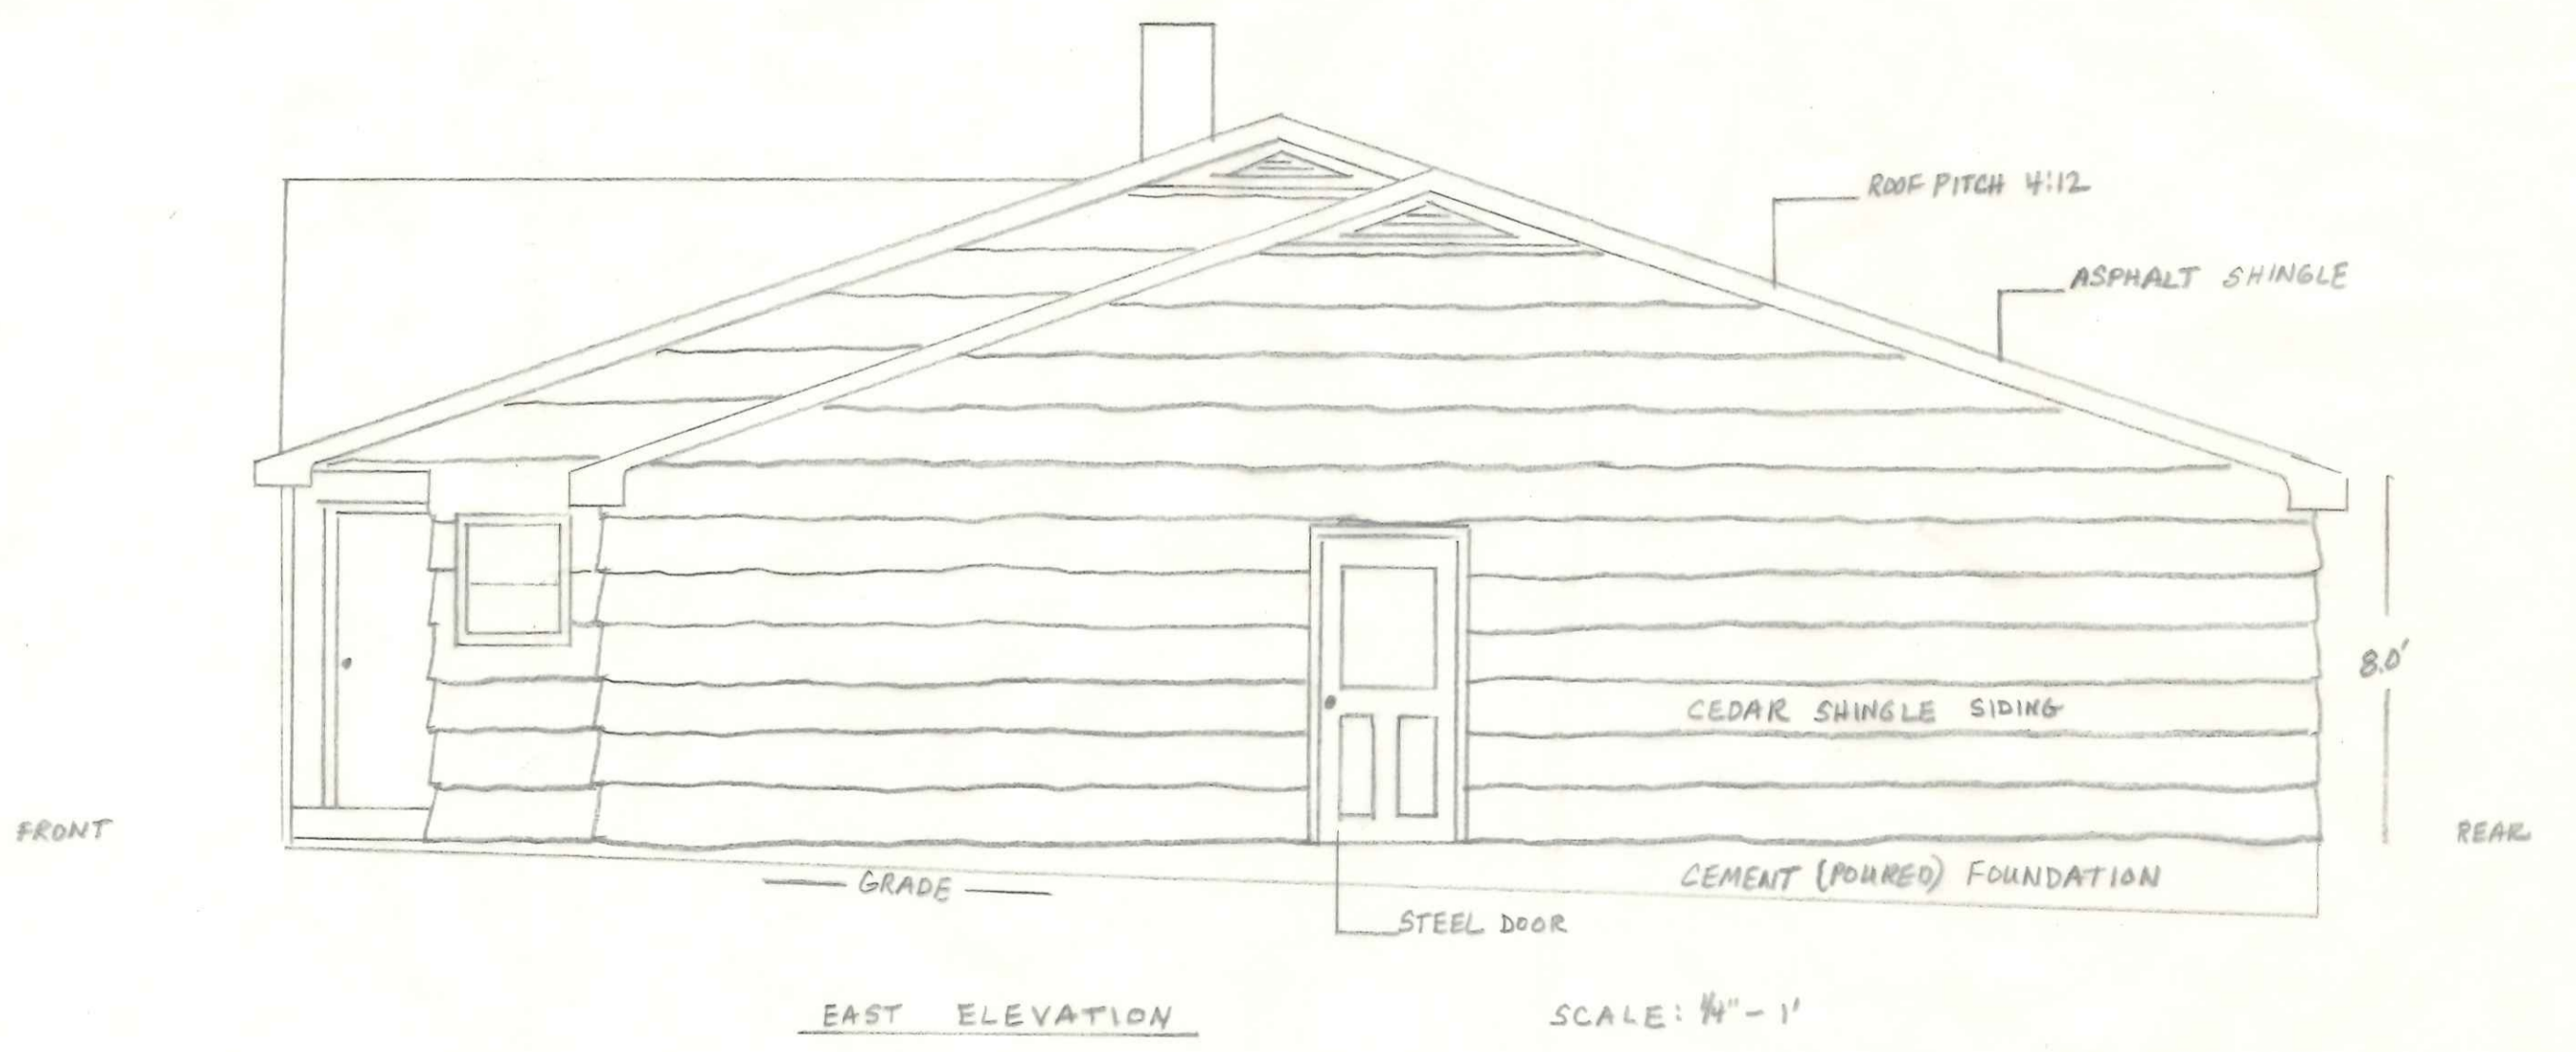 ROOF PITCH 4:12
ASPHALT SHINGLE
8.0'
CEDAR SHINGLE SIDING
FRONT
REAR
GRADE
CEMENT (POURED) FOUNDATION
STEEL DOOR
EAST ELEVATION
SCALE: 1/4" - 1'